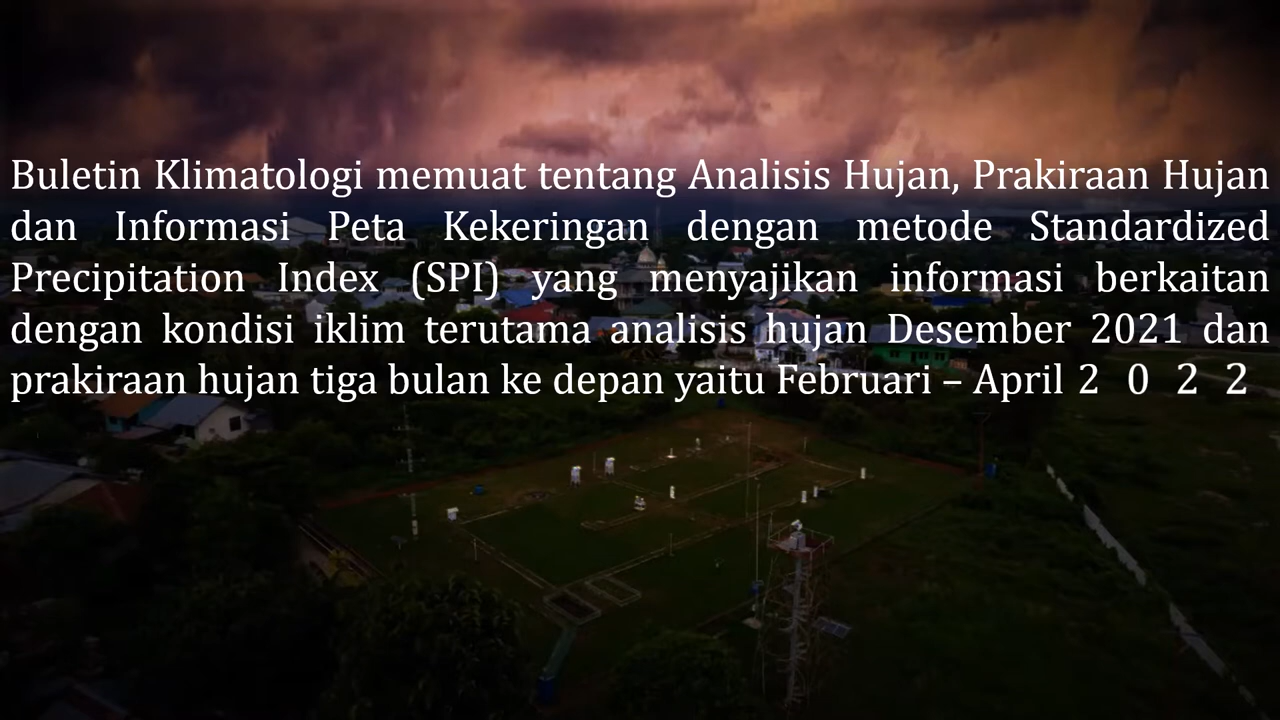 Buletin Klimatologi memuat tentang Analisis Hujan, Prakiraan Hujan
dan Informasi Peta Kekeringan dengan metode Standardized
Precipitation Index (SPI) yang menyajikan informasi berkaitan
dengan kondisi iklim terutama analisis hujan Desember 2021 dan
prakiraan hujan tiga bulan ke depan yaitu Februari – April 2 0 2 2